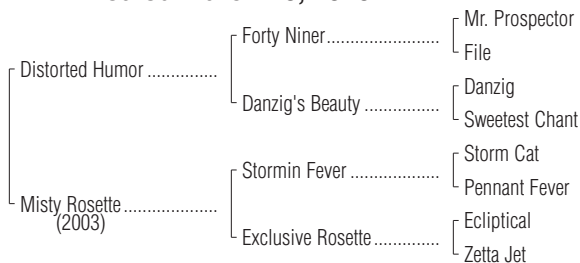 Mr. Prospector
Forty Niner
File
Distorted Humor
Danzig
Danzig's Beauty
Sweetest Chant
Storm Cat
Stormin Fever
Pennant Fever
Misty Rosette
(2003)
Ecliptical
Exclusive Rosette
Zetta Jet